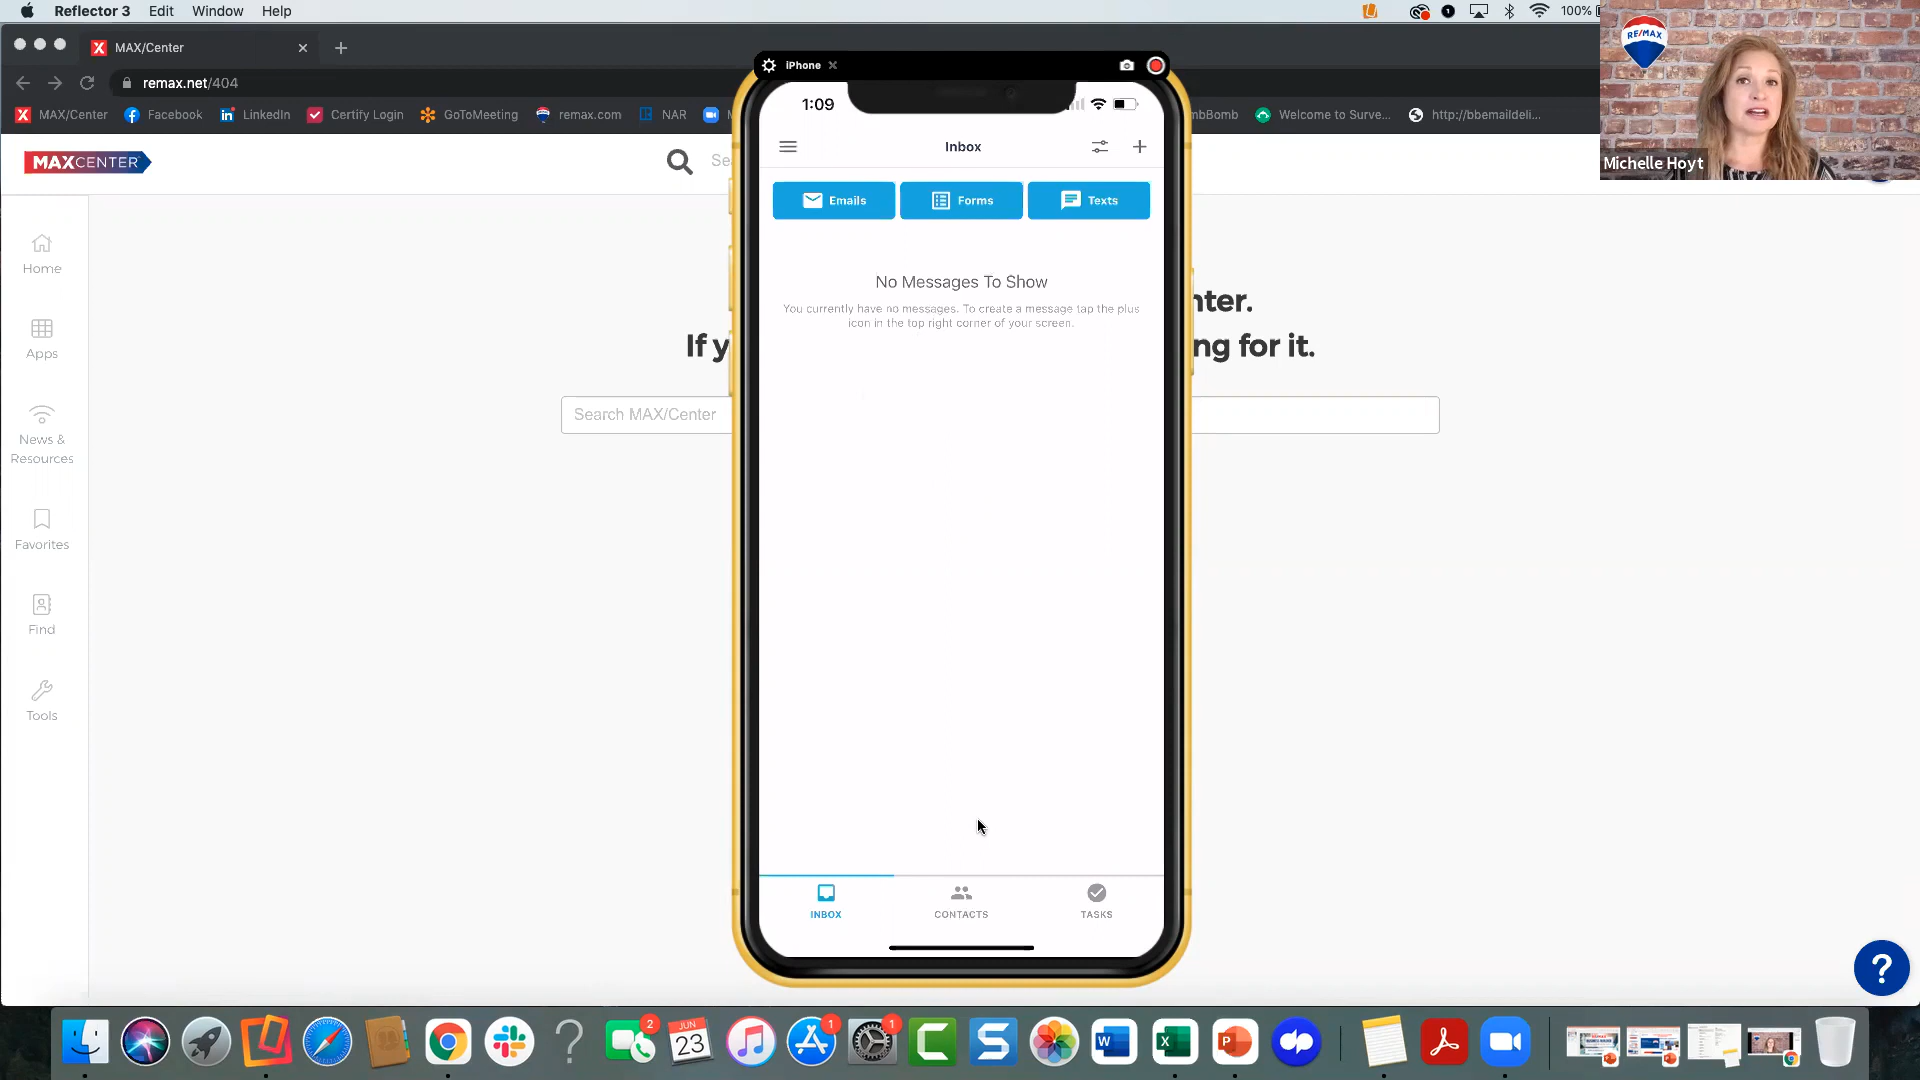 Reflector 3 Edit Window Help
100%
MAX/Center
remax.net/404
MAX/Center Facebook LinkedIn Certify Login GoToMeeting remax.com NAR
Welcome to Surve... http://bbemaildeli...
RE/MAX
Michelle Hoyt
MAXCENTER
Home
Apps
News &
Resources
Favorites
Find
Tools
nter.
If y
ng for it.
Search MAX/Center
iPhone
1:09
Inbox
Emails Forms Texts
No Messages To Show
You currently have no messages. To create a message tap the plus
icon in the top right corner of your screen.
INBOX CONTACTS TASKS
?
2
JUN
23
1
1